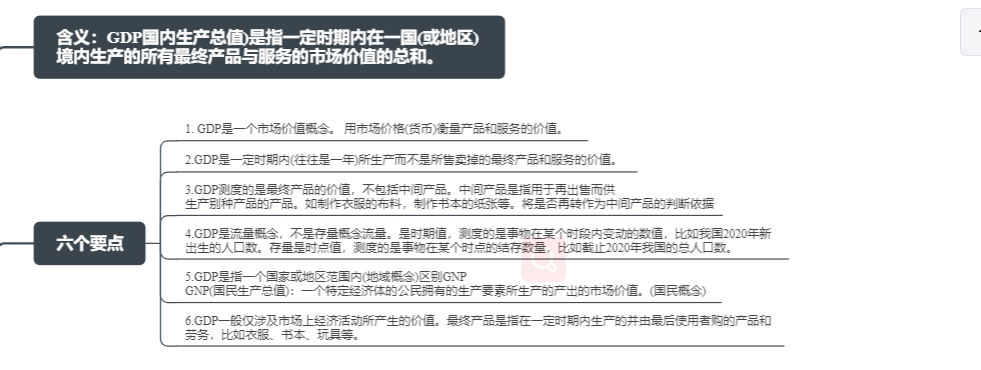 含义：GDP国内生产总值)是指一定时期内在一国(或地区)
境内生产的所有最终产品与服务的市场价值的总和。
1. GDP是一个市场价值概念。 用市场价格(货币)衡量产品和服务的价值。
2.GDP是一定时期内(往往是一年)所生产而不是所售卖掉的最终产品和服务的价值。
3.GDP测度的是最终产品的价值，不包括中间产品。中间产品是指用于再出售而供
生产别种产品的产品。如制作衣服的布料，制作书本的纸张等。将是否再转作为中间产品的判断依据
六个要点
4.GDP是流量概念，不是存量概念流量。是时期值，测度的是事物在某个时段内变动的数值，比如我国2020年新
出生的人口数。存量是时点值，测度的是事物在某个时点的结存数量，比如截止2020年我国的总人口数。
5.GDP是指一个国家或地区范围内(地域概念)区别GNP
GNP(国民生产总值)：一个特定经济体的公民拥有的生产要素所生产的产出的市场价值。(国民概念)
6.GDP一般仅涉及市场上经济活动所产生的价值。最终产品是指在一定时期内生产的并由最后使用者购的产品和
劳务，比如衣服、书本、玩具等。